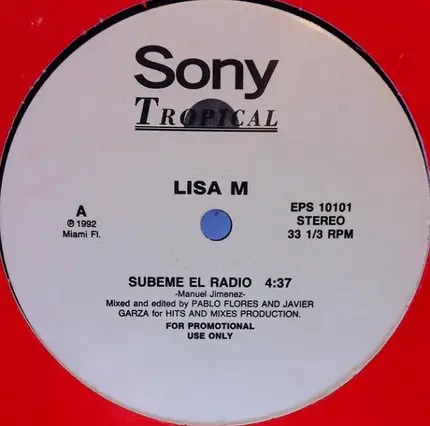 Sony
TROPICAL
LISA M
A
℗ 1992
Miami Fl.
EPS 10101
STEREO
33 1/3 RPM
SUBEME EL RADIO 4:37
-Manuel Jimenez-
Mixed and edited by PABLO FLORES AND JAVIER
GARZA for HITS AND MIXES PRODUCTION.
FOR PROMOTIONAL
USE ONLY